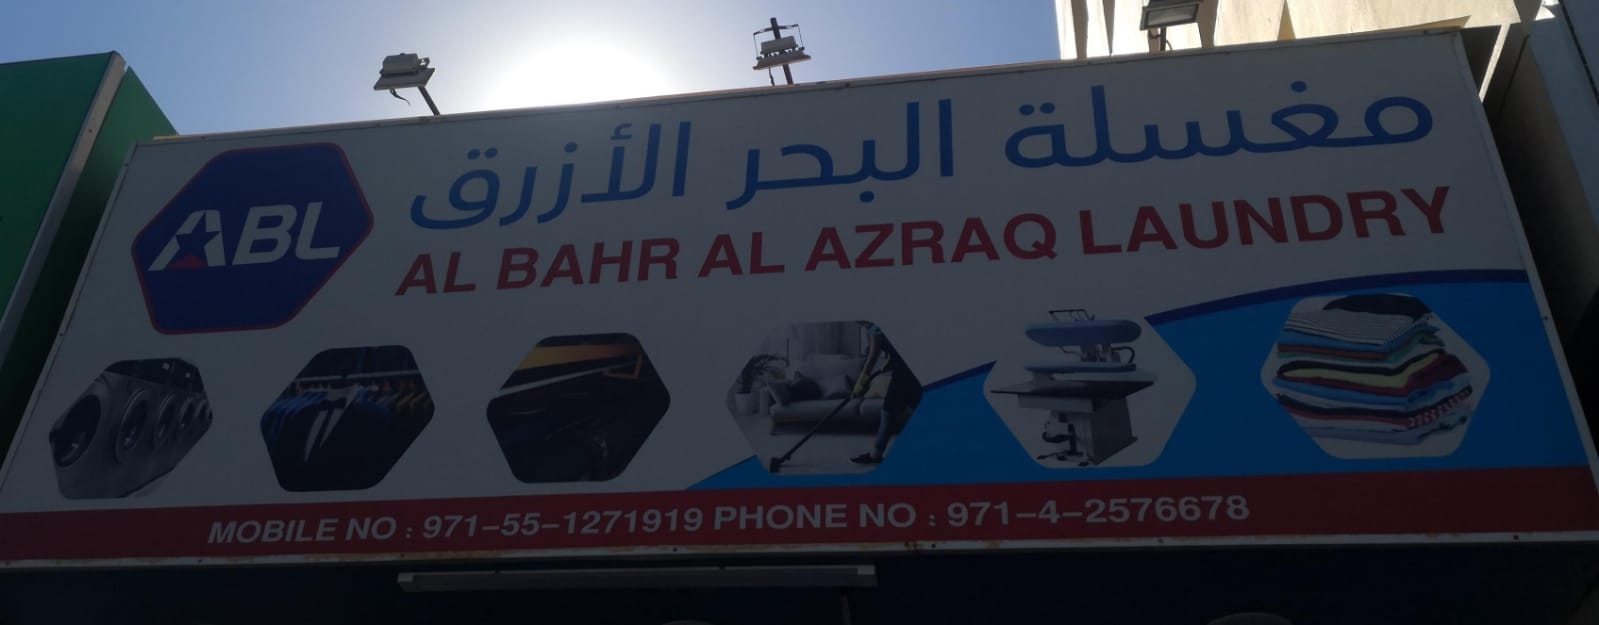 مغسلة البحر الأزرق
ABL
AL BAHR AL AZRAQ LAUNDRY
MOBILE NO : 971-55-1271919 PHONE NO : 971-4-2576678